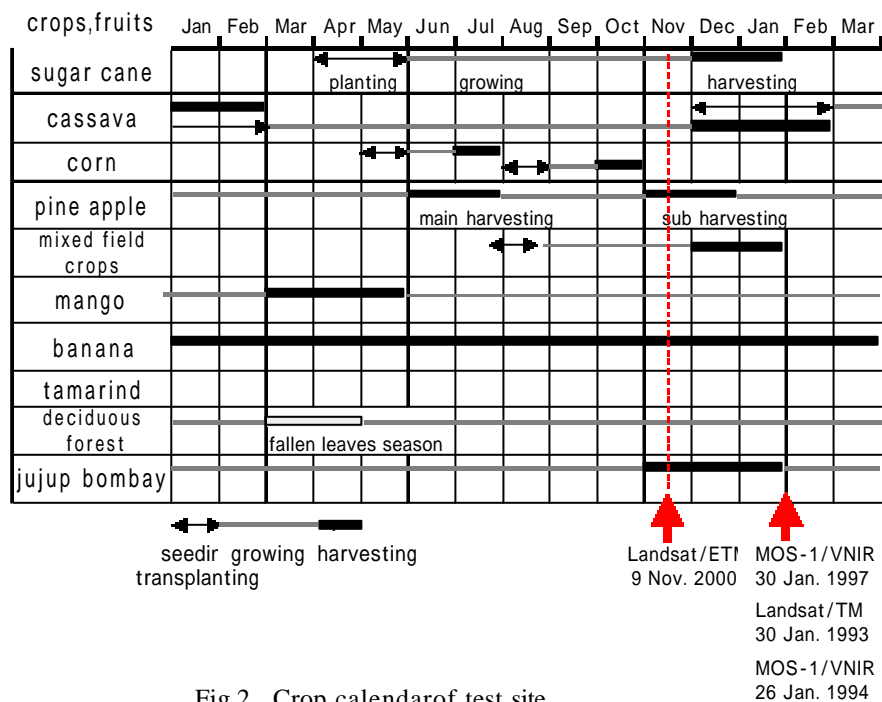 crops,fruits Jan Feb Mar Apr May Jun Jul Aug Sep Oct Nov Dec Jan Feb Mar
sugar cane
planting growing harvesting
cassava
corn
pine apple
main harvesting sub harvesting
mixed field
crops
mango
banana
tamarind
deciduous
forest
fallen leaves season
jujup bombay
seedir growing harvesting
transplanting
Landsat/ETM
9 Nov. 2000
MOS-1/VNIR
30 Jan. 1997
Landsat/TM
30 Jan. 1993
MOS-1/VNIR
26 Jan. 1994
Fig.2 Crop calendarof test site